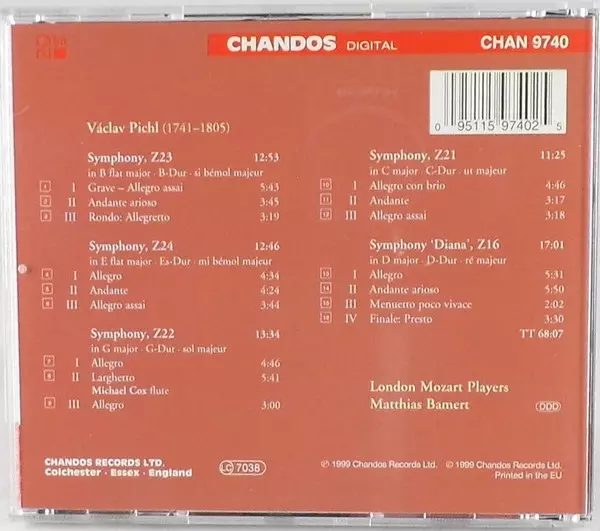 CHANDOS DIGITAL CHAN 9740
0 95115 97402 5
Václav Pichl (1741–1805)
Symphony, Z23 12:53
in B flat major · B-Dur · si bémol majeur
1 I Grave – Allegro assai 5:43
2 II Andante arioso 3:45
3 III Rondo: Allegretto 3:19
Symphony, Z24 12:46
in E flat major · Es-Dur · mi bémol majeur
4 I Allegro 4:34
5 II Andante 4:24
6 III Allegro assai 3:44
Symphony, Z22 13:34
in G major · G-Dur · sol majeur
7 I Allegro 4:46
8 II Larghetto 5:41
Michael Cox flute
9 III Allegro 3:00
Symphony, Z21 11:25
in C major · C-Dur · ut majeur
10 I Allegro con brio 4:46
11 II Andante 3:17
12 III Allegro assai 3:18
Symphony ‘Diana’, Z16 17:01
in D major · D-Dur · ré majeur
13 I Allegro 5:31
14 II Andante arioso 5:50
15 III Menuetto poco vivace 2:02
16 IV Finale: Presto 3:30
TT 68:07
London Mozart Players
Matthias Bamert DDD
CHANDOS RECORDS LTD.
Colchester · Essex · England
LC 7038
℗ 1999 Chandos Records Ltd. © 1999 Chandos Records Ltd.
Printed in the EU